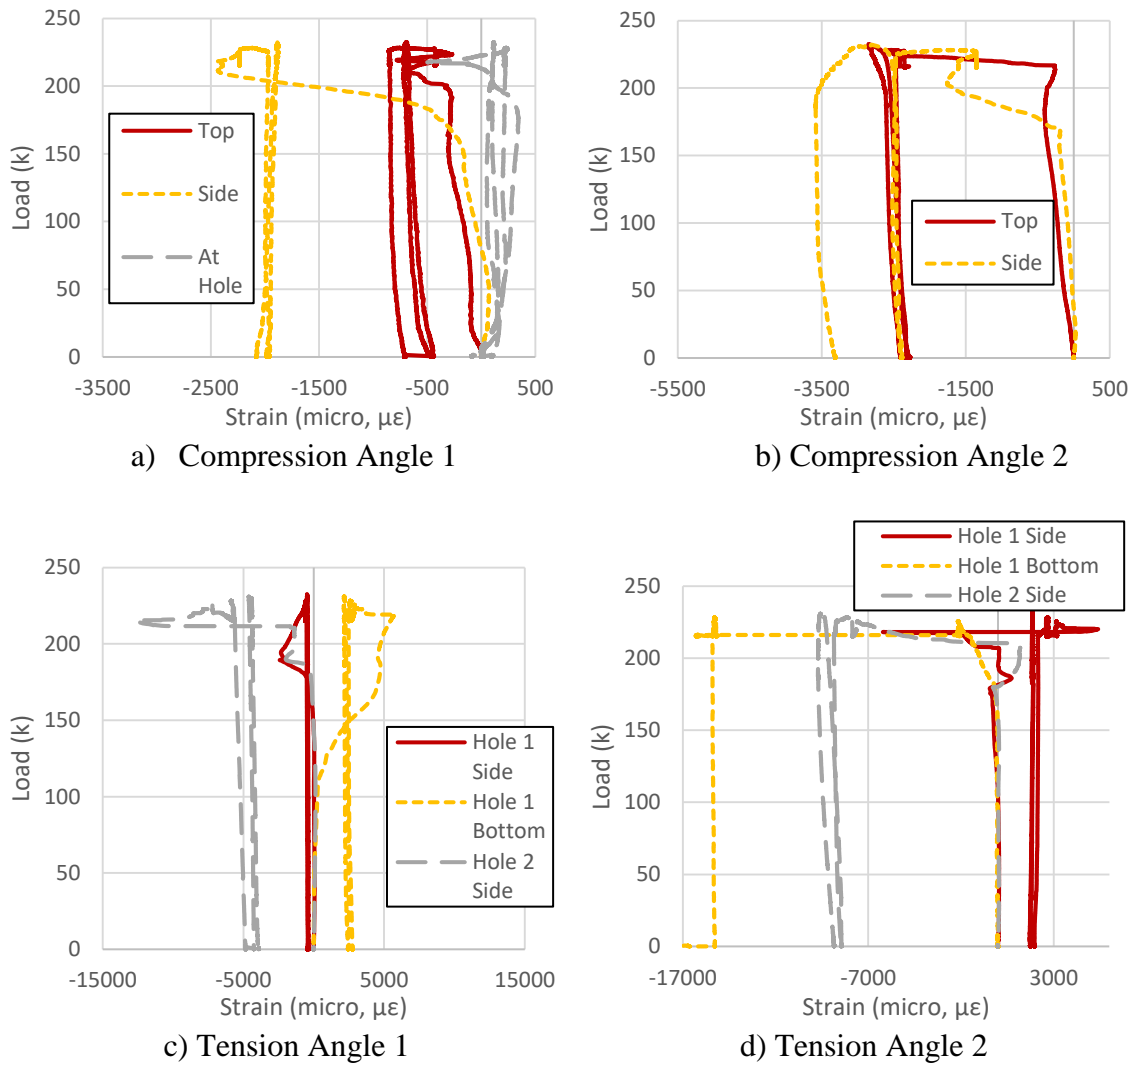 250
200
150
100
50
0
Load (k)
Top
Side
At
Hole
-3500
-2500
-1500
-500
500
Strain (micro, µε)
a) Compression Angle 1
250
200
150
100
50
0
Load (k)
Top
Side
-5500
-3500
-1500
500
Strain (micro, µε)
b) Compression Angle 2
250
200
150
100
50
0
Load (k)
Hole 1
Side
Hole 1
Bottom
Hole 2
Side
-15000
-5000
5000
15000
Strain (micro, µε)
c) Tension Angle 1
Hole 1 Side
Hole 1 Bottom
Hole 2 Side
250
200
150
100
50
0
Load (k)
-17000
-7000
3000
Strain (micro, µε)
d) Tension Angle 2